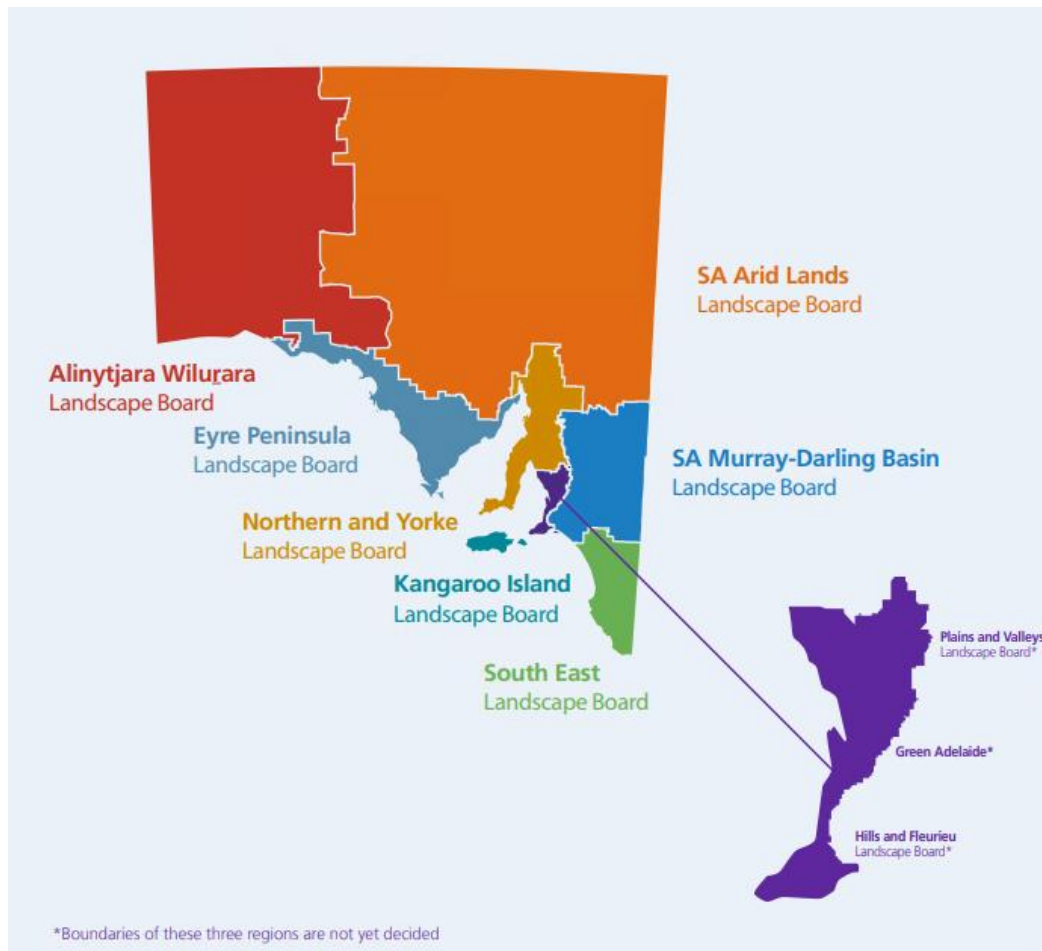 SA Arid Lands
Landscape Board
Alinytjara Wilurara
Landscape Board
Eyre Peninsula
Landscape Board
SA Murray-Darling Basin
Landscape Board
Northern and Yorke
Landscape Board
Kangaroo Island
Landscape Board
South East
Landscape Board
Plains and Valleys
Landscape Board*
Green Adelaide*
Hills and Fleurieu
Landscape Board*
*Boundaries of these three regions are not yet decided